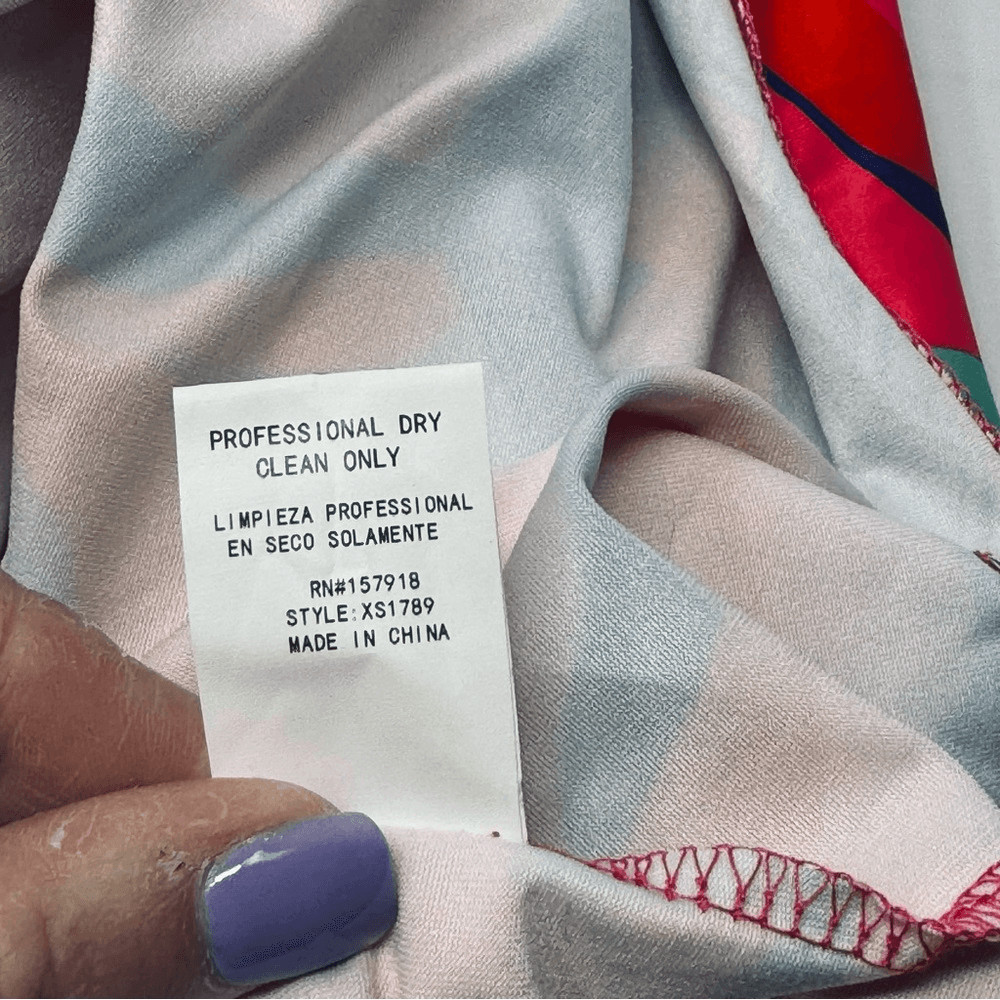 PROFESSIONAL DRY
CLEAN ONLY
LIMPIEZA PROFESSIONAL
EN SECO SOLAMENTE
RN#157918
STYLE:XS1789
MADE IN CHINA